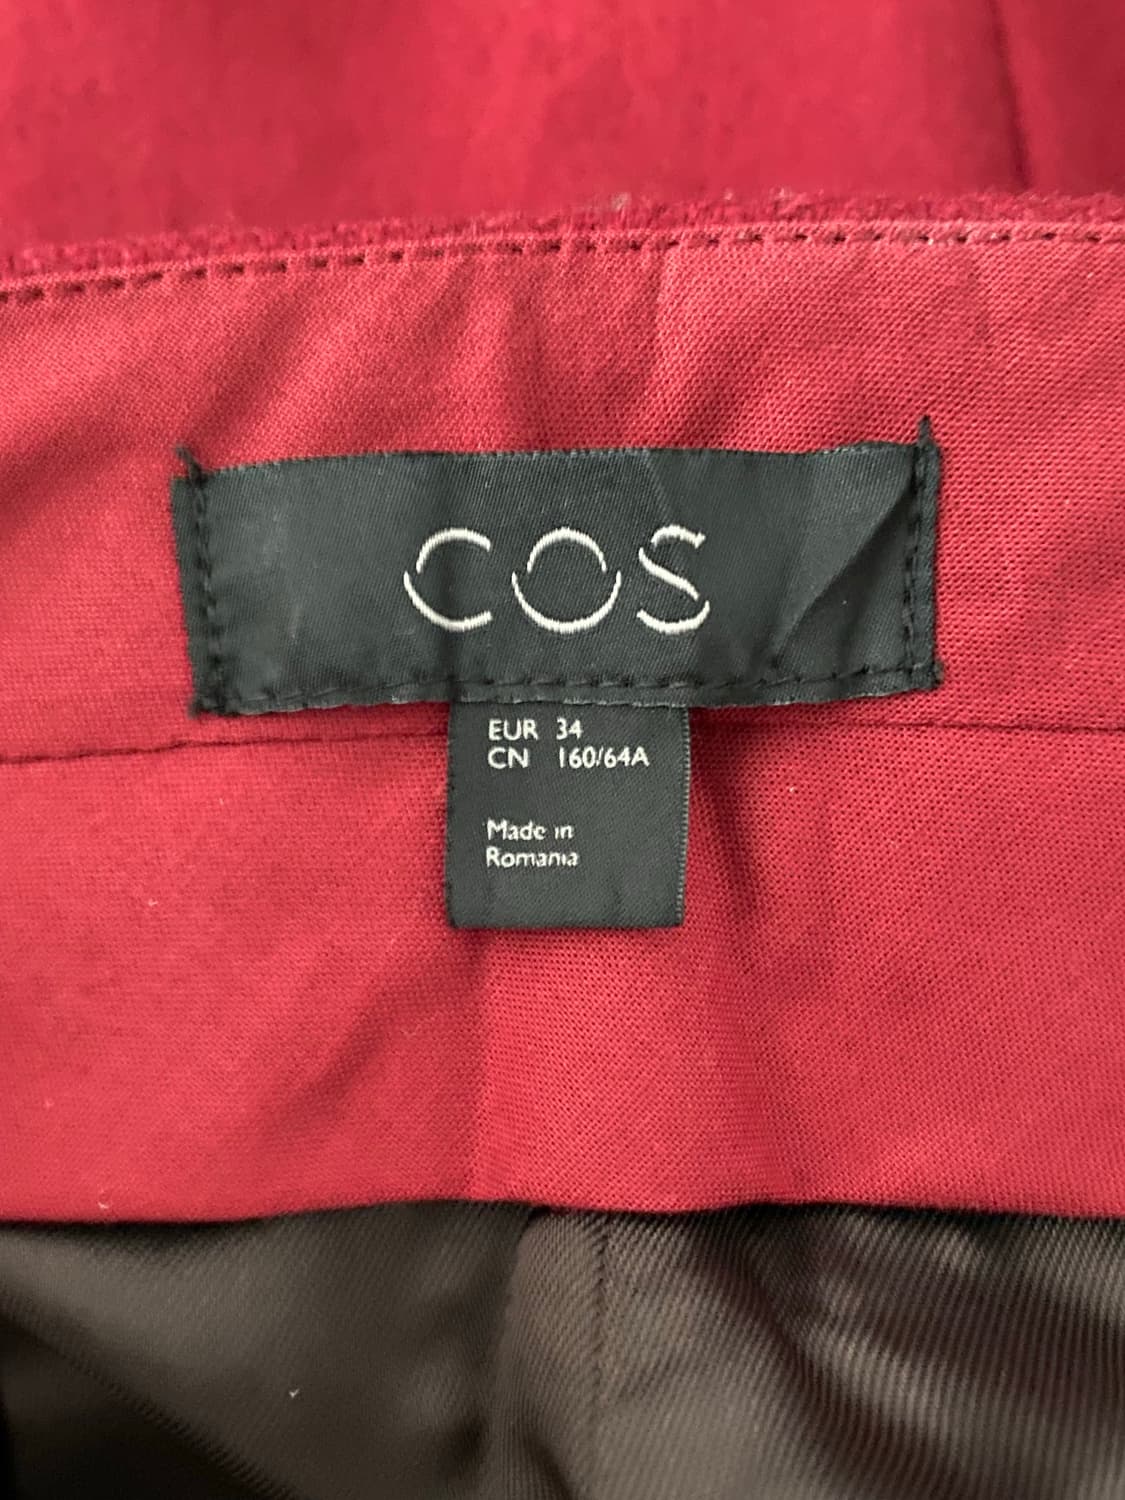 COS
EUR 34
CN 160/64A
Made in
Romania